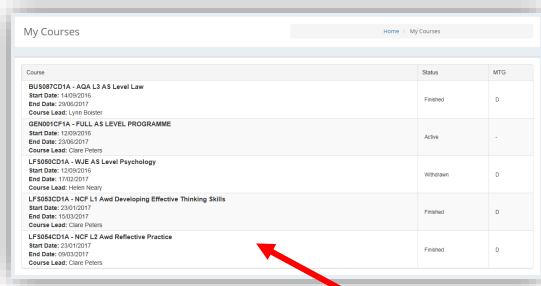 My Courses
Home / My Courses
Course Status MTG
BUS087CD1A - AQA L3 AS Level Law
Start Date: 14/09/2016
End Date: 29/06/2017
Course Lead: Lynn Bolster
Finished D
GEN001CF1A - FULL AS LEVEL PROGRAMME
Start Date: 12/09/2016
End Date: 23/06/2017
Course Lead: Clare Peters
Active -
LFS050CD1A - WJE AS Level Psychology
Start Date: 12/09/2016
End Date: 17/02/2017
Course Lead: Helen Neary
Withdrawn D
LFS053CD1A - NCF L1 Awd Developing Effective Thinking Skills
Start Date: 23/01/2017
End Date: 15/03/2017
Course Lead: Clare Peters
Finished D
LFS054CD1A - NCF L2 Awd Reflective Practice
Start Date: 23/01/2017
End Date: 09/03/2017
Course Lead: Clare Peters
Finished D